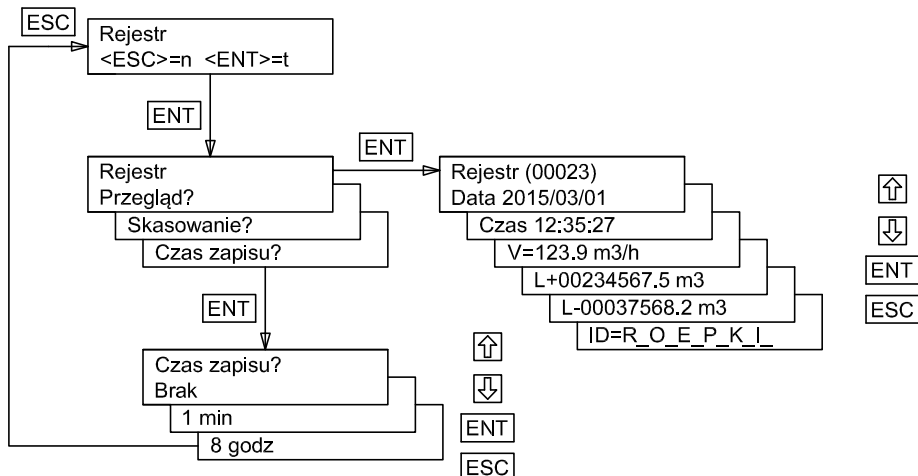 ESC
Rejestr
<ESC>=n <ENT>=t
ENT
ENT
Rejestr
Przegląd?
Skasowanie?
Czas zapisu?
Rejestr (00023)
Data 2015/03/01
Czas 12:35:27
V=123.9 m3/h
L+00234567.5 m3
L-00037568.2 m3
ID=R_O_E_P_K_I_
ENT
ESC
ENT
Czas zapisu?
Brak
1 min
8 godz
ENT
ESC